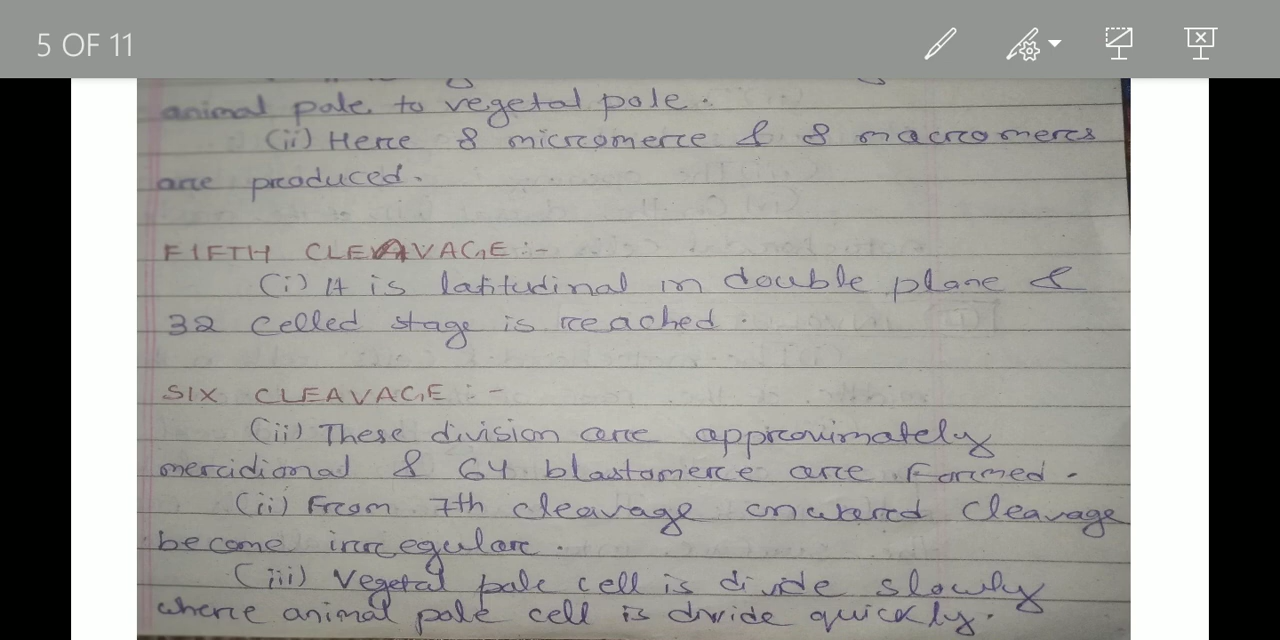 5 OF 11
animal pole to vegetal pole.
(ii) Here 8 micromere & 8 macromeres
are produced.
FIFTH CLEAVAGE :-
(i) It is latitudinal in double plane &
32 celled stage is reached.
SIX CLEAVAGE :-
(ii) These division are approximately
meridional & 64 blastomere are formed.
(ii) From 7th cleavage onwered cleavage
become irregular.
(iii) Vegetal pole cell is divide slowly
where animal pole cell is divide quickly.